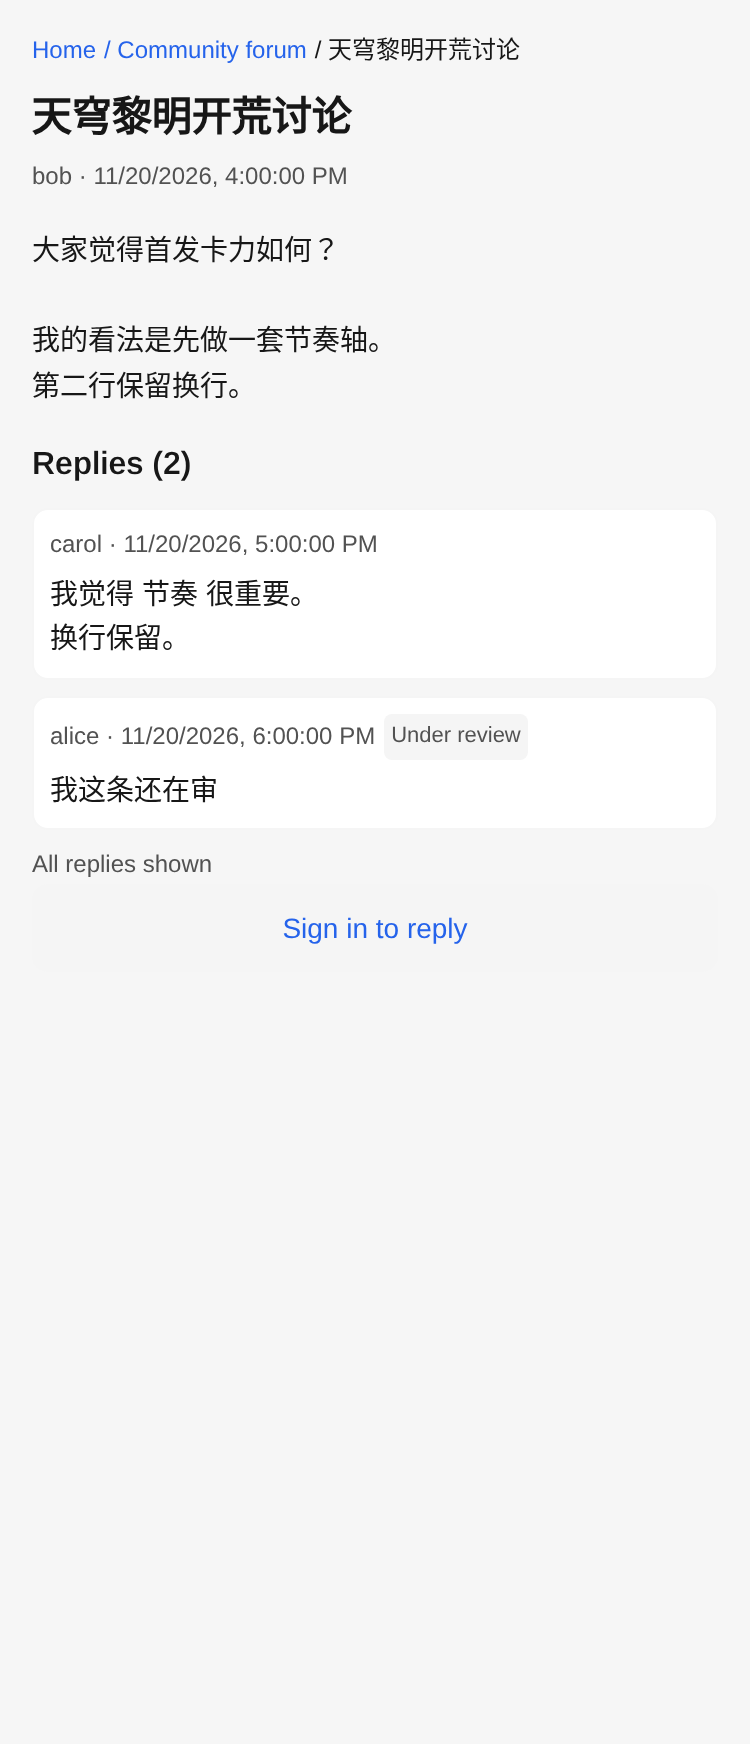 Home / Community forum / 天穹黎明开荒讨论
天穹黎明开荒讨论
bob · 11/20/2026, 4:00:00 PM
大家觉得首发卡力如何？
我的看法是先做一套节奏轴。
第二行保留换行。
Replies (2)
carol · 11/20/2026, 5:00:00 PM
我觉得 节奏 很重要。
换行保留。
alice · 11/20/2026, 6:00:00 PM Under review
我这条还在审
All replies shown
Sign in to reply